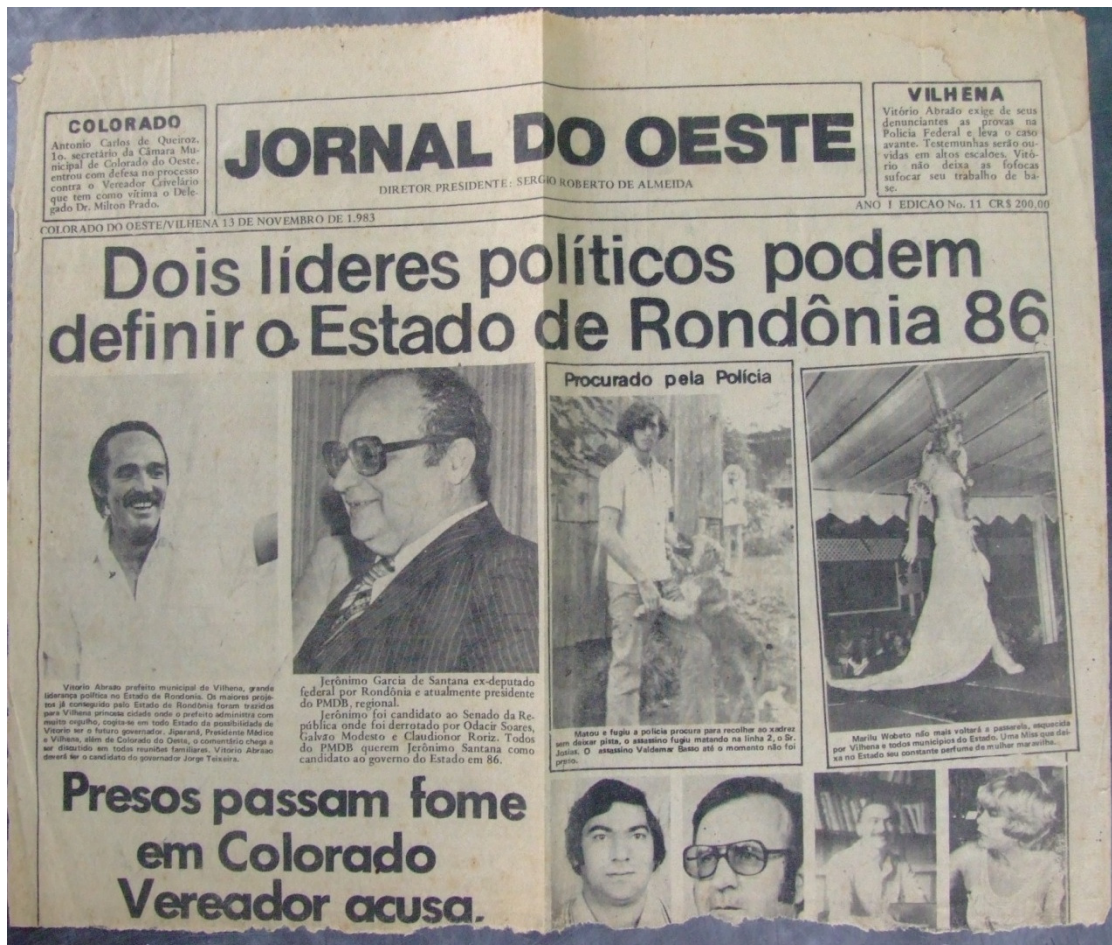 COLORADO
Antonio Carlos de Queiroz,
1o. secretário da Câmara Mu-
nicipal de Colorado do Oeste,
entrou com defesa no processo
contra o Vereador Crivelário
que tem como vítima o Dele-
gado Dr. Milton Prado.
JORNAL DO OESTE
DIRETOR PRESIDENTE: SERGIO ROBERTO DE ALMEIDA
VILHENA
Vitório Abraão exige de seus
denunciantes as provas na
Policia Federal e leva o caso
avante. Testemunhas serão ou-
vidas em altos escalões. Vitó-
rio não deixa as fofocas
sufocar seu trabalho de ba-
se.
COLORADO DO OESTE/VILHENA 13 DE NOVEMBRO DE 1.983
ANO I EDICÃO No. 11 CR$ 200,00
Dois líderes políticos podem
definir o Estado de Rondônia 86
Vitorio Abraão prefeito municipal de Vilhena, grande
liderança política no Estado de Rondonia. Os maiores proje-
tos já conseguido pelo Estado de Rondônia foram trazidos
para Vilhena princesa cidade onde o prefeito administra com
muito orgulho, cogita-se em todo Estado da possibilidade de
Vitorio ser o futuro governador. Jiparaná, Presidente Médice
e Vilhena, além de Colorado do Oeste, o comentário chega a
ser discutido em todos reuniões familiares. Vitorio Abraão
deverá ser o candidato do governador Jorge Teixeira.
Jerônimo Garcia de Santana ex-deputado
federal por Rondônia e atualmente presidente
do PMDB, regional.
Jerônimo foi candidato ao Senado da Re-
pública onde foi derrotado por Odacir Soares,
Galvão Modesto e Claudionor Roriz. Todos
do PMDB querem Jerônimo Santana como
candidato ao governo do Estado em 86.
Procurado pela Polícia
Matou e fugiu a polícia procura para recolher ao xadrez
sem deixar pista, o assassino fugiu matando na linha 2, o Sr.
Josias. O assassino Valdemar Basso até o momento não foi
preso.
Marilu Wobeto não mais voltará a passarela, esquecida
por Vilhena e todos municípios do Estado. Uma Miss que dei-
xa no Estado seu constante perfume de mulher maravilha.
Presos passam fome
em Colorado
Vereador acusa.